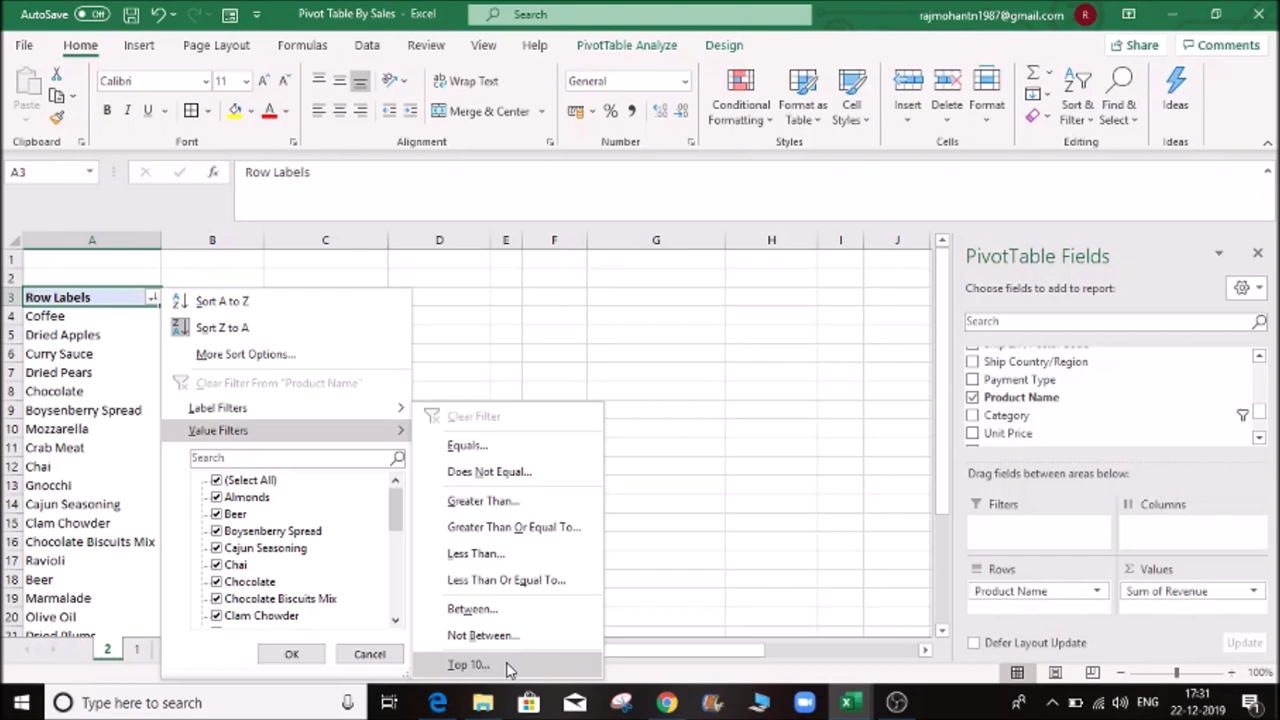 AutoSave Off Pivot Table By Sales - Excel Search rajmohantn1987@gmail.com R
File Home Insert Page Layout Formulas Data Review View Help PivotTable Analyze Design Share Comments
Calibri 11 Wrap Text General
Paste B I U Merge & Center Conditional Formatting Format as Table Cell Styles Insert Delete Format Sort & Filter Find & Select Ideas
Clipboard Font Alignment Number Styles Cells Editing Ideas
A3 fx Row Labels
A B C D E F G H I J
1
2
3 Row Labels
4 Coffee
5 Dried Apples
6 Curry Sauce
7 Dried Pears
8 Chocolate
9 Boysenberry Spread
10 Mozzarella
11 Crab Meat
12 Chai
13 Gnocchi
14 Cajun Seasoning
15 Clam Chowder
16 Chocolate Biscuits Mix
17 Ravioli
18 Beer
19 Marmalade
20 Olive Oil
21 Dried Plums
2 1
Sort A to Z
Sort Z to A
More Sort Options...
Clear Filter From "Product Name"
Label Filters
Value Filters
Search
(Select All)
Almonds
Beer
Boysenberry Spread
Cajun Seasoning
Chai
Chocolate
Chocolate Biscuits Mix
Clam Chowder
OK Cancel
Clear Filter
Equals...
Does Not Equal...
Greater Than...
Greater Than Or Equal To...
Less Than...
Less Than Or Equal To...
Between...
Not Between...
Top 10...
PivotTable Fields
Choose fields to add to report:
Search
Ship Country/Region
Payment Type
Product Name
Category
Unit Price
Drag fields between areas below:
Filters Columns
Rows Values
Product Name Sum of Revenue
Defer Layout Update Update
100%
Type here to search
ENG
17:31
22-12-2019
1